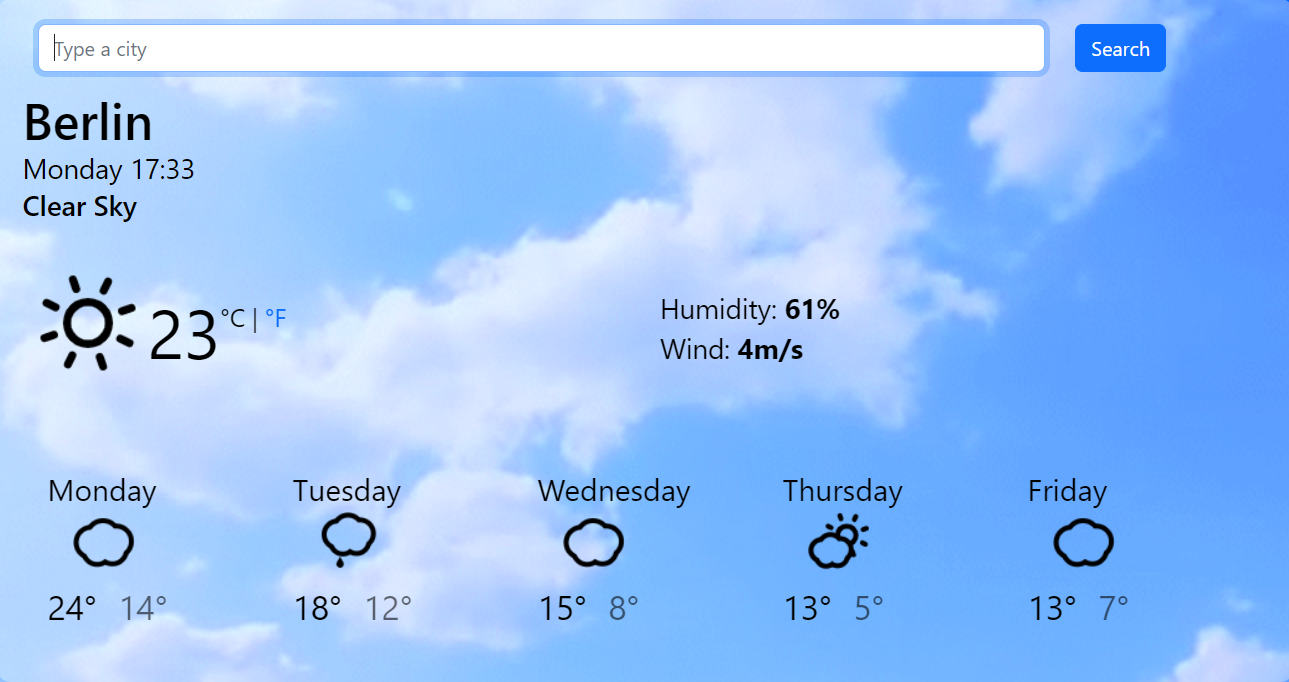 Type a city
Search
Berlin
Monday 17:33
Clear Sky
23 °C | °F
Humidity: 61%
Wind: 4m/s
Monday Tuesday Wednesday Thursday Friday
24° 14° 18° 12° 15° 8° 13° 5° 13° 7°